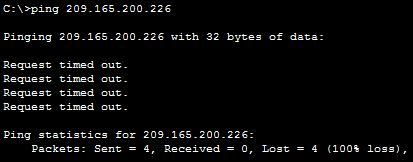 C:\>ping 209.165.200.226
Pinging 209.165.200.226 with 32 bytes of data:
Request timed out.
Request timed out.
Request timed out.
Request timed out.
Ping statistics for 209.165.200.226:
Packets: Sent = 4, Received = 0, Lost = 4 (100% loss),